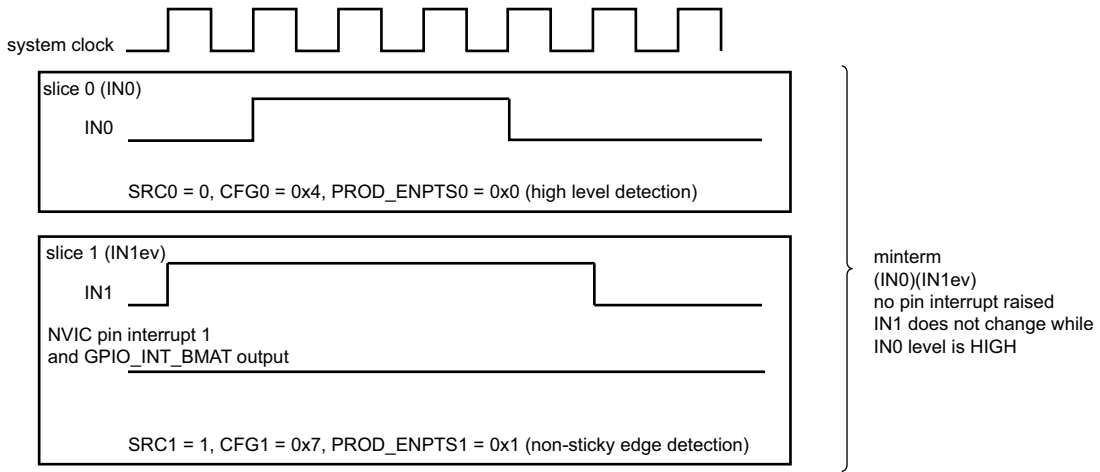 system clock
slice 0 (IN0)
IN0
SRC0 = 0, CFG0 = 0x4, PROD_ENPTS0 = 0x0 (high level detection)
slice 1 (IN1ev)
IN1
NVIC pin interrupt 1
and GPIO_INT_BMAT output
SRC1 = 1, CFG1 = 0x7, PROD_ENPTS1 = 0x1 (non-sticky edge detection)
minterm
(IN0)(IN1ev)
no pin interrupt raised
IN1 does not change while
IN0 level is HIGH